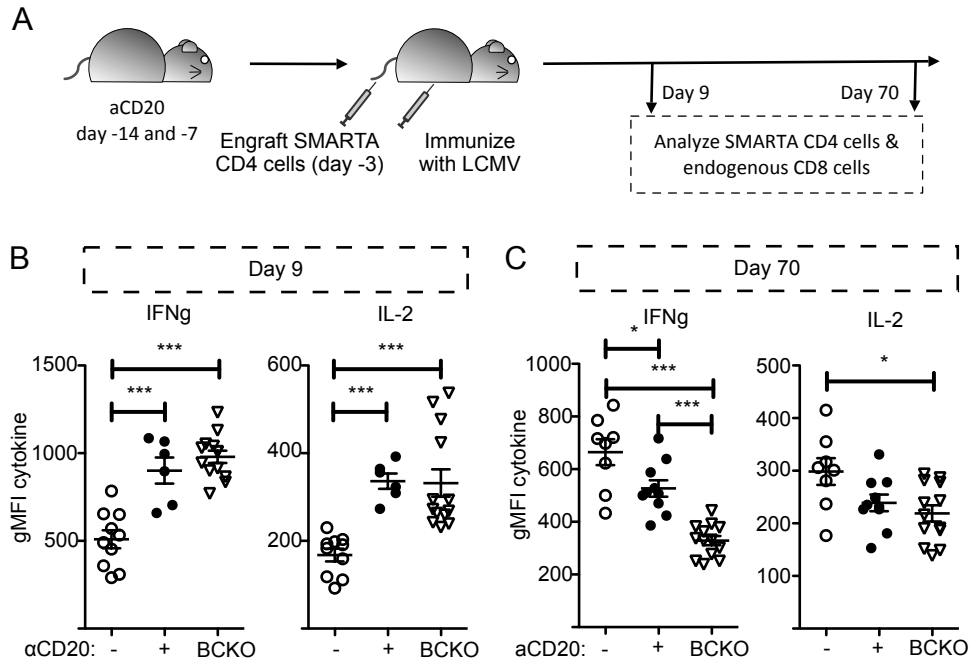 A
aCD20
day -14 and -7
Engraft SMARTA
CD4 cells (day -3)
Immunize
with LCMV
Day 9
Day 70
Analyze SMARTA CD4 cells &
endogenous CD8 cells
B
Day 9
IFNg
IL-2
gMFI cytokine
1500
1000
500
***
***
600
400
200
***
***
αCD20: - + BCKO
- + BCKO
C
Day 70
IFNg
IL-2
gMFI cytokine
1000
800
600
400
200
*
***
***
500
400
300
200
100
*
aCD20: - + BCKO
- + BCKO